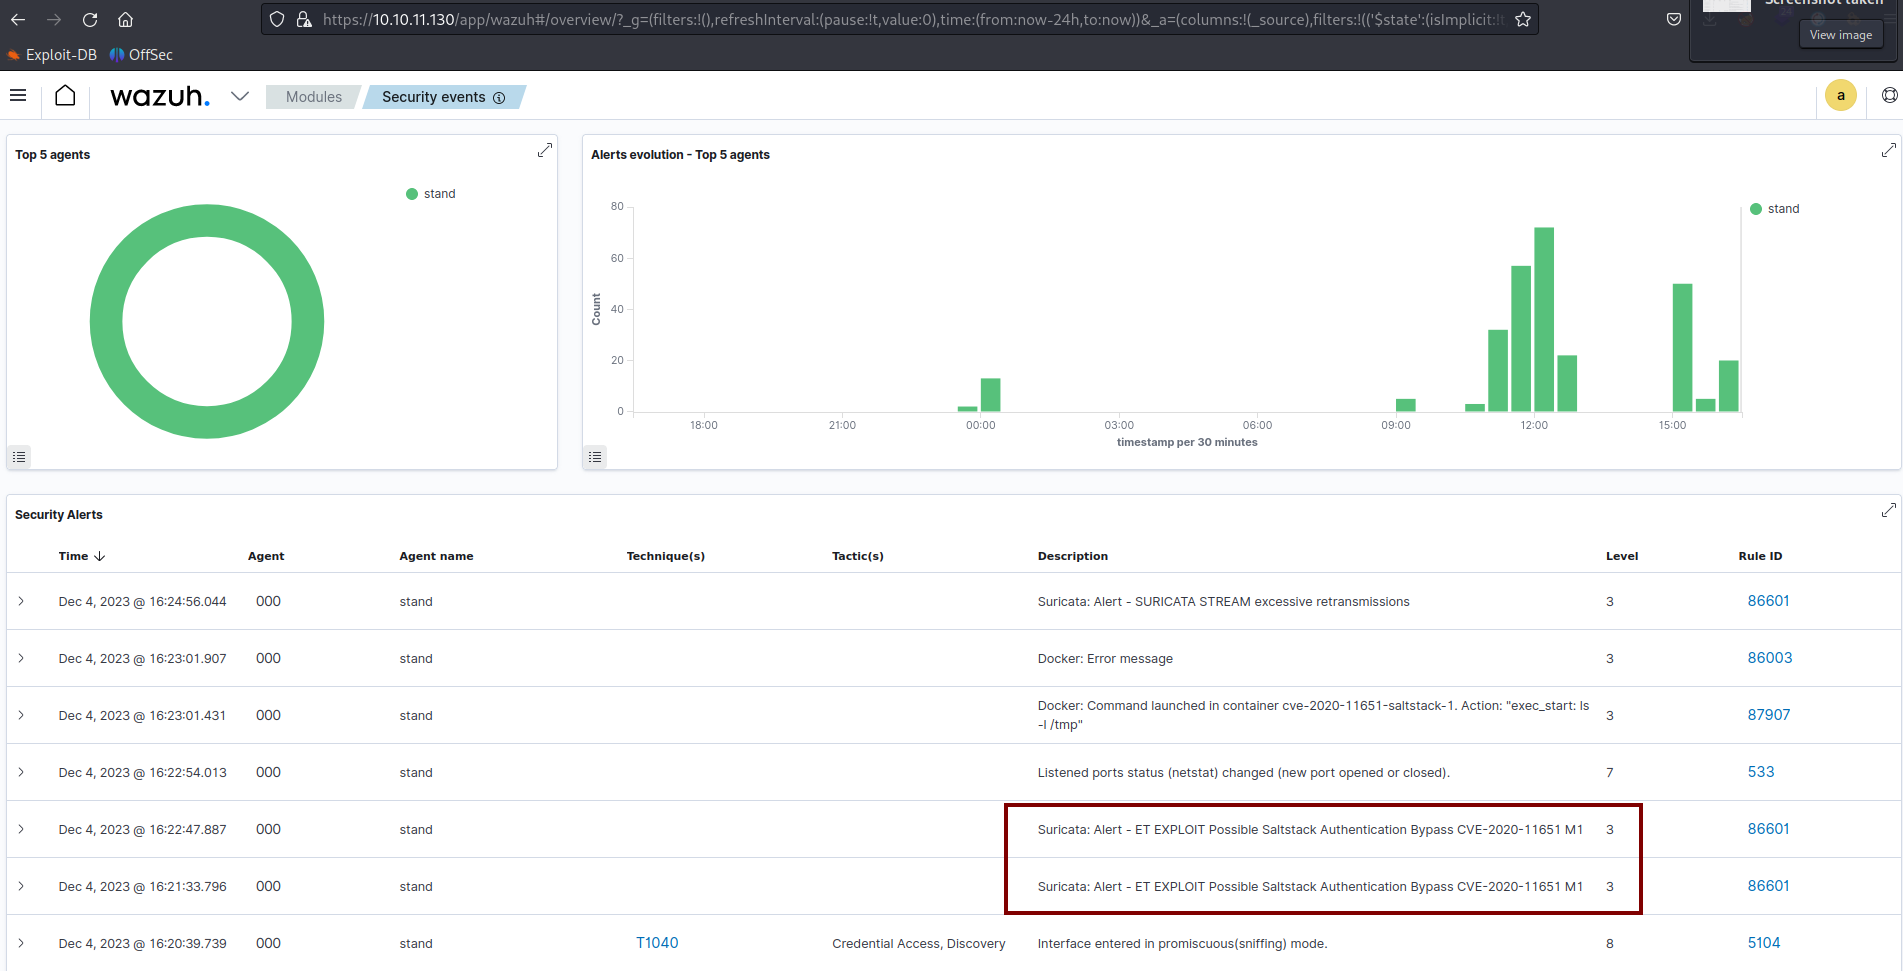 Screenshot taken
View image
https://10.10.11.130/app/wazuh#/overview/?_g=(filters:!(),refreshInterval:(pause:!t,value:0),time:(from:now-24h,to:now))&_a=(columns:!(_source),filters:!(('$state':(isImplicit:!t
Exploit-DB OffSec
wazuh. Modules Security events
a
Top 5 agents
stand
Alerts evolution - Top 5 agents
stand
80
60
40
20
0
Count
18:00 21:00 00:00 03:00 06:00 09:00 12:00 15:00
timestamp per 30 minutes
Security Alerts
Time Agent Agent name Technique(s) Tactic(s) Description Level Rule ID
Dec 4, 2023 @ 16:24:56.044 000 stand Suricata: Alert - SURICATA STREAM excessive retransmissions 3 86601
Dec 4, 2023 @ 16:23:01.907 000 stand Docker: Error message 3 86003
Dec 4, 2023 @ 16:23:01.431 000 stand Docker: Command launched in container cve-2020-11651-saltstack-1. Action: "exec_start: ls
-l /tmp" 3 87907
Dec 4, 2023 @ 16:22:54.013 000 stand Listened ports status (netstat) changed (new port opened or closed). 7 533
Dec 4, 2023 @ 16:22:47.887 000 stand Suricata: Alert - ET EXPLOIT Possible Saltstack Authentication Bypass CVE-2020-11651 M1 3 86601
Dec 4, 2023 @ 16:21:33.796 000 stand Suricata: Alert - ET EXPLOIT Possible Saltstack Authentication Bypass CVE-2020-11651 M1 3 86601
Dec 4, 2023 @ 16:20:39.739 000 stand T1040 Credential Access, Discovery Interface entered in promiscuous(sniffing) mode. 8 5104